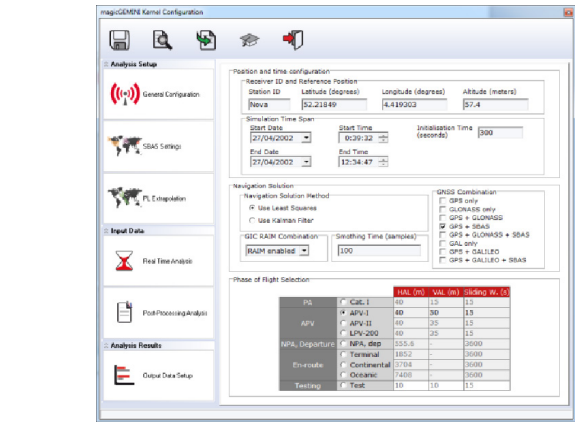 magicGEMINI Kernel Configuration
Analysis Setup
General Configuration
SBAS Settings
PL Extrapolation
Input Data
Real Time Analysis
Post-Processing Analysis
Analysis Results
Output Data Setup
Position and time configuration
Receiver ID and Reference Position
Station ID Latitude (degrees) Longitude (degrees) Altitude (meters)
Nova 52.21849 4.419303 57.4
Simulation Time Span
Start Date Start Time Initialisation Time (seconds) 300
27/04/2002 0:39:32
End Date End Time
27/04/2002 12:34:47
Navigation Solution
Navigation Solution Method
Use Least Squares
Use Kalman Filter
GIC RAIM Combination Smothing Time (samples)
RAIM enabled 100
GNSS Combination
GPS only
GLONASS only
GPS + GLONASS
GPS + SBAS
GPS + GLONASS + SBAS
GAL only
GPS + GALILEO
GPS + GALILEO + SBAS
Phase of Flight Selection
HAL (m) VAL (m) Sliding W. (s)
PA Cat. I 40 15 15
APV-I 40 50 15
APV APV-II 40 35 15
LPV-200 40 35 15
NPA, Departure NPA, dep 555.6 - 3600
Terminal 1852 - 3600
En-route Continental 3704 - 3600
Oceanic 7408 - 3600
Testing Test 10 10 15